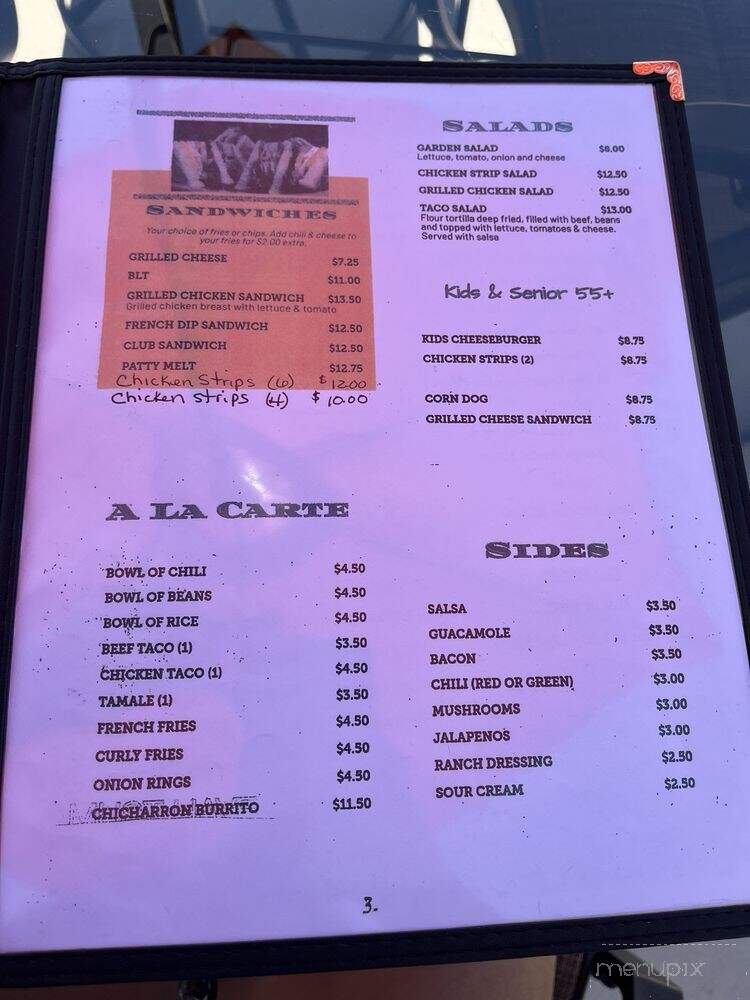 SANDWICHES
Your choice of fries or chips. Add chili & cheese to
your fries for $2.00 extra.
GRILLED CHEESE $7.25
BLT $11.00
GRILLED CHICKEN SANDWICH $13.50
Grilled chicken breast with lettuce & tomato
FRENCH DIP SANDWICH $12.50
CLUB SANDWICH $12.50
PATTY MELT $12.75
Chicken Strips (6) $12.00
Chicken Strips (4) $10.00
SALADS
GARDEN SALAD $8.00
Lettuce, tomato, onion and cheese
CHICKEN STRIP SALAD $12.50
GRILLED CHICKEN SALAD $12.50
TACO SALAD $13.00
Flour tortilla deep fried, filled with beef, beans
and topped with lettuce, tomatoes & cheese.
Served with salsa
Kids & Senior 55+
KIDS CHEESEBURGER $8.75
CHICKEN STRIPS (2) $8.75
CORN DOG $8.75
GRILLED CHEESE SANDWICH $8.75
A LA CARTE
BOWL OF CHILI $4.50
BOWL OF BEANS $4.50
BOWL OF RICE $4.50
BEEF TACO (1) $3.50
CHICKEN TACO (1) $4.50
TAMALE (1) $3.50
FRENCH FRIES $4.50
CURLY FRIES $4.50
ONION RINGS $4.50
CHICHARRON BURRITO $11.50
SIDES
SALSA $3.50
GUACAMOLE $3.50
BACON $3.50
CHILI (RED OR GREEN) $3.00
MUSHROOMS $3.00
JALAPENOS $3.00
RANCH DRESSING $2.50
SOUR CREAM $2.50
3.
menupix